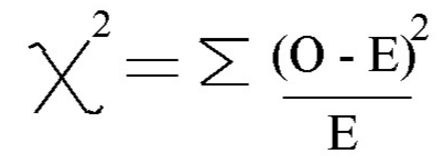 χ² = ∑ (O - E)²
E